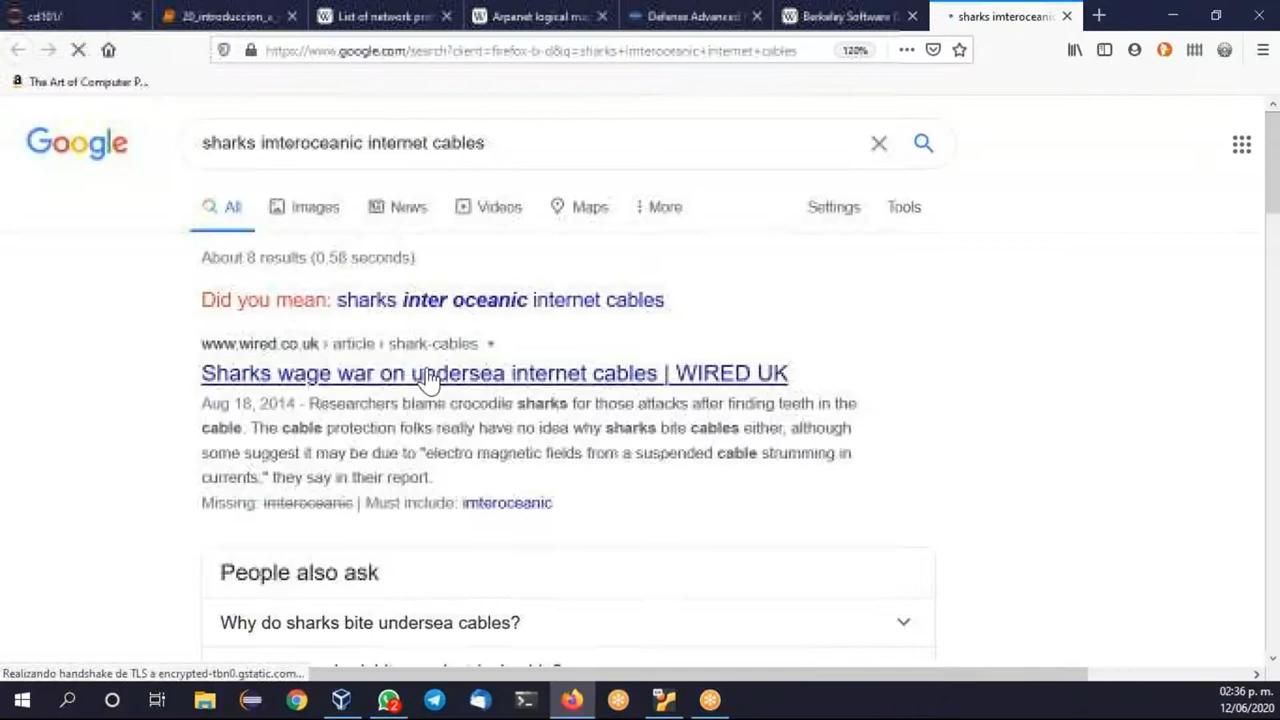 cd101/
20_introduccion_a
List of network pro
Arpanet logical ma
Defense Advanced
Berkeley Software D
sharks imteroceanic
https://www.google.com/search?client=firefox-b-d&q=sharks+imteroceanic+internet+cables
120%
The Art of Computer P...
Google
sharks imteroceanic internet cables
All
Images
News
Videos
Maps
More
Settings
Tools
About 8 results (0.58 seconds)
Did you mean: sharks inter oceanic internet cables
www.wired.co.uk › article › shark-cables
Sharks wage war on undersea internet cables | WIRED UK
Aug 18, 2014 - Researchers blame crocodile sharks for those attacks after finding teeth in the
cable. The cable protection folks really have no idea why sharks bite cables either, although
some suggest it may be due to "electro magnetic fields from a suspended cable strumming in
currents," they say in their report.
Missing: imteroceanic | Must include: imteroceanic
People also ask
Why do sharks bite undersea cables?
Realizando handshake de TLS a encrypted-tbn0.gstatic.com...
2
02:36 p. m.
12/06/2020